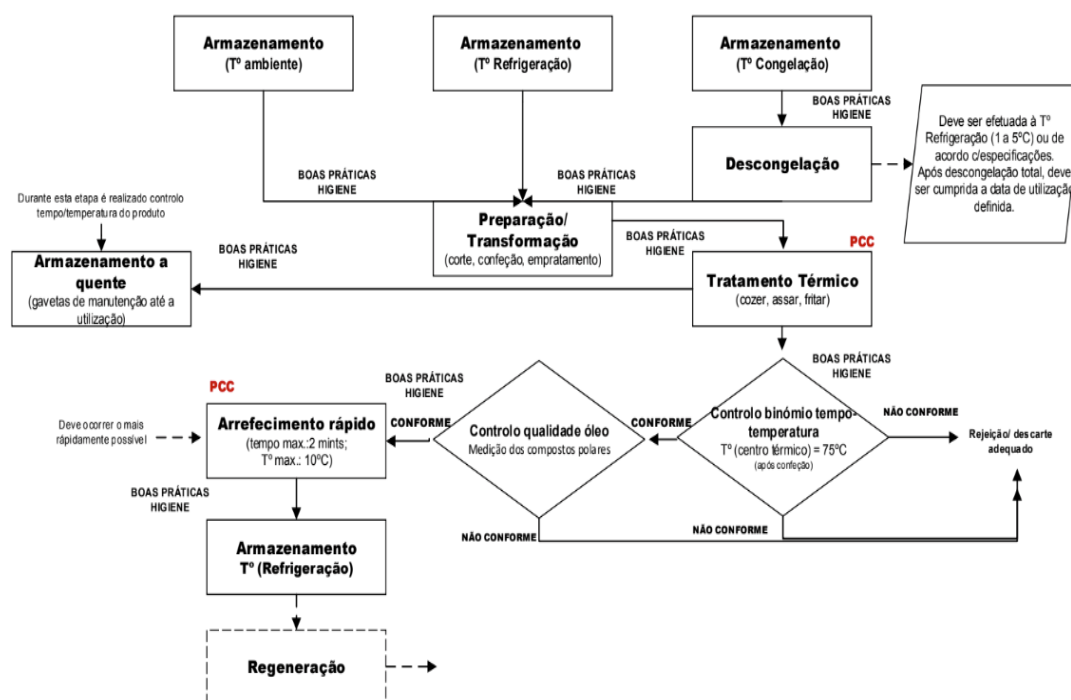 Armazenamento
(Tº ambiente)
Armazenamento
(Tº Refrigeração)
Armazenamento
(Tº Congelação)
BOAS PRÁTICAS
HIGIENE
Deve ser efetuada à Tº
Refrigeração (1 a 5ºC) ou de
acordo c/especificações.
Após descongelação total, deve
ser cumprida a data de utilização
definida.
Descongelação
BOAS PRÁTICAS
HIGIENE
BOAS PRÁTICAS
HIGIENE
Durante esta etapa é realizado controlo
tempo/temperatura do produto
Preparação/
Transformação
(corte, confeção, empratamento)
BOAS PRÁTICAS
HIGIENE
PCC
BOAS PRÁTICAS
HIGIENE
Armazenamento a
quente
(gavetas de manutenção até a
utilização)
Tratamento Térmico
(cozer, assar, fritar)
BOAS PRÁTICAS
HIGIENE
BOAS PRÁTICAS
HIGIENE
PCC
Deve ocorrer o mais
rápidamente possível
Arrefecimento rápido
(tempo max.:2 mints;
Tº max.: 10ºC)
CONFORME
Controlo qualidade óleo
Medição dos compostos polares
CONFORME
Controlo binómio tempo-
temperatura
Tº (centro térmico) = 75ºC
(após confeção)
NÃO CONFORME
Rejeição/ descarte
adequado
BOAS PRÁTICAS
HIGIENE
NÃO CONFORME
NÃO CONFORME
Armazenamento
Tº (Refrigeração)
Regeneração